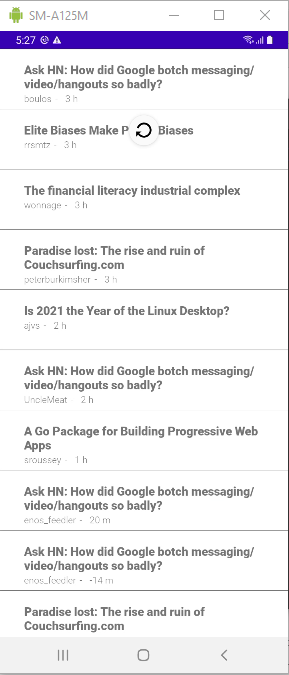 SM-A125M
5:27
Ask HN: How did Google botch messaging/
video/hangouts so badly?
boulos - 3 h
Elite Biases Make P Biases
rrsmtz - 3 h
The financial literacy industrial complex
wonnage - 3 h
Paradise lost: The rise and ruin of
Couchsurfing.com
peterburkimsher - 3 h
Is 2021 the Year of the Linux Desktop?
ajvs - 2 h
Ask HN: How did Google botch messaging/
video/hangouts so badly?
UncleMeat 2 h
A Go Package for Building Progressive Web
Apps
sroussey - 1 h
Ask HN: How did Google botch messaging/
video/hangouts so badly?
enos_feedler - 20 m
Ask HN: How did Google botch messaging/
video/hangouts so badly?
enos_feedler - -14 m
Paradise lost: The rise and ruin of
Couchsurfing.com